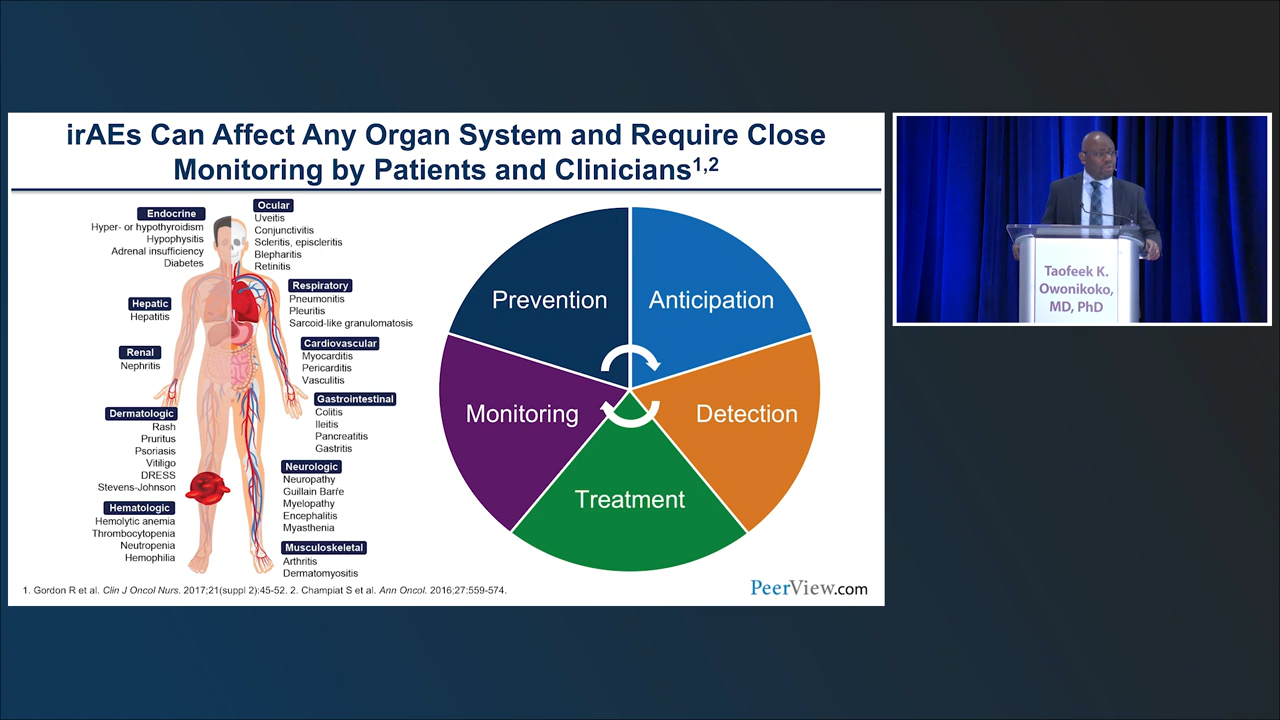 irAEs Can Affect Any Organ System and Require Close
Monitoring by Patients and Clinicians1,2
Endocrine
Hyper- or hypothyroidism
Hypophysitis
Adrenal insufficiency
Diabetes
Hepatic
Hepatitis
Renal
Nephritis
Dermatologic
Rash
Pruritus
Psoriasis
Vitiligo
DRESS
Stevens-Johnson
Hematologic
Hemolytic anemia
Thrombocytopenia
Neutropenia
Hemophilia
Ocular
Uveitis
Conjunctivitis
Scleritis, episcleritis
Blepharitis
Retinitis
Respiratory
Pneumonitis
Pleuritis
Sarcoid-like granulomatosis
Cardiovascular
Myocarditis
Pericarditis
Vasculitis
Gastrointestinal
Colitis
Ileitis
Pancreatitis
Gastritis
Neurologic
Neuropathy
Guillain Barŕe
Myelopathy
Encephalitis
Myasthenia
Musculoskeletal
Arthritis
Dermatomyositis
Prevention
Anticipation
Monitoring
Detection
Treatment
1. Gordon R et al. Clin J Oncol Nurs. 2017;21(suppl 2):45-52. 2. Champiat S et al. Ann Oncol. 2016;27:559-574.
PeerView.com
Taofeek K.
Owonikoko,
MD, PhD